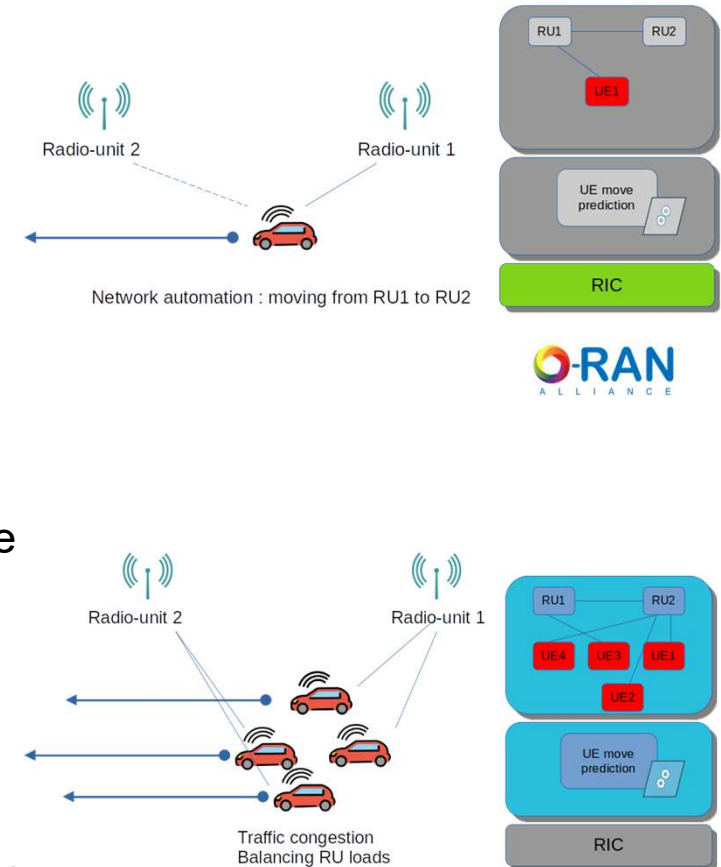 RU1
RU2
UE1
Radio-unit 2
Radio-unit 1
UE move
prediction
Network automation : moving from RU1 to RU2
RIC
O-RAN
ALLIANCE
e
Radio-unit 2
Radio-unit 1
RU1
RU2
UE4
UE3
UE1
UE2
UE move
prediction
Traffic congestion
Balancing RU loads
RIC